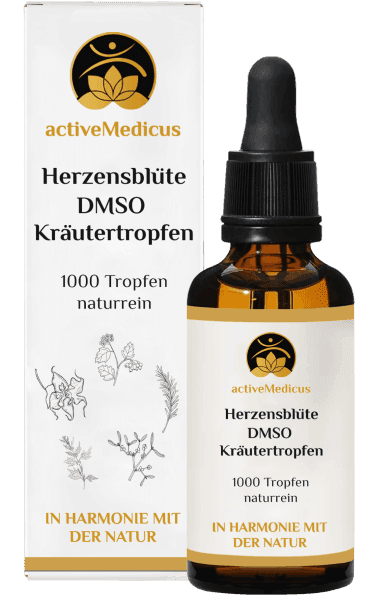 activeMedicus
Herzensblüte
DMSO
Kräutertropfen
1000 Tropfen
naturrein
IN HARMONIE MIT
DER NATUR
activeMedicus
Herzensblüte
DMSO
Kräutertropfen
1000 Tropfen
naturrein
IN HARMONIE MIT
DER NATUR